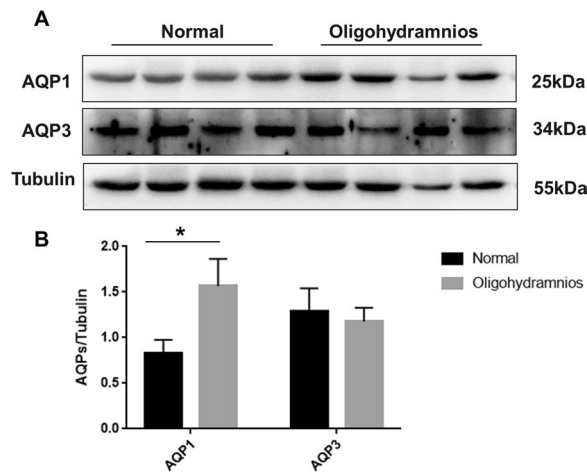 A
Normal Oligohydramnios
AQP1 25kDa
AQP3 34kDa
Tubulin 55kDa
B
*
2.0
1.5
1.0
0.5
0.0
AQPs/Tubulin
AQP1 AQP3
Normal
Oligohydramnios